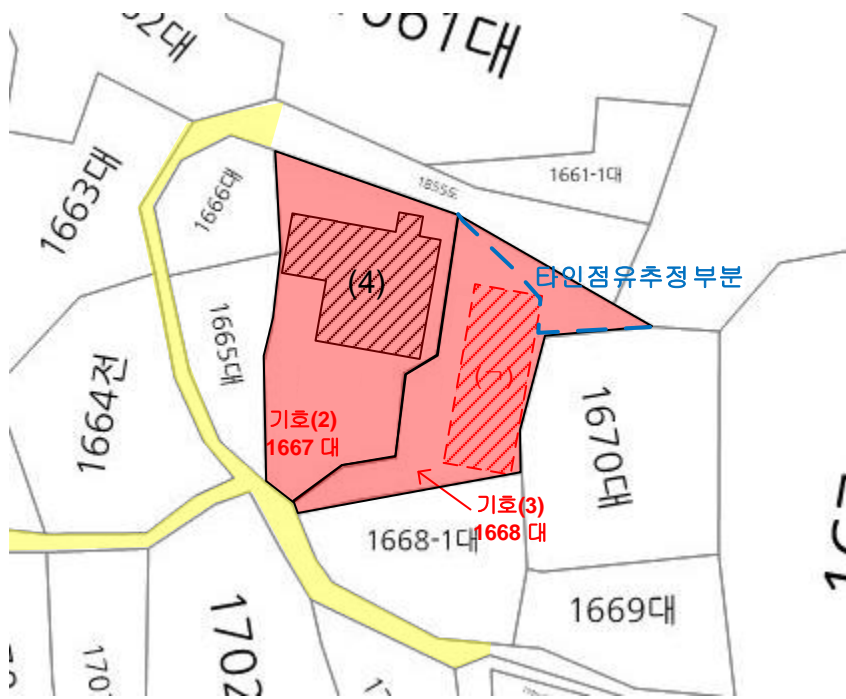 1661대
1663대
1666대
1855도
1661-1대
타인점유추정부분
(4)
(ㄱ)
1665대
1664전
기호(2)
1667 대
1670대
기호(3)
1668 대
1668-1대
1669대
1702